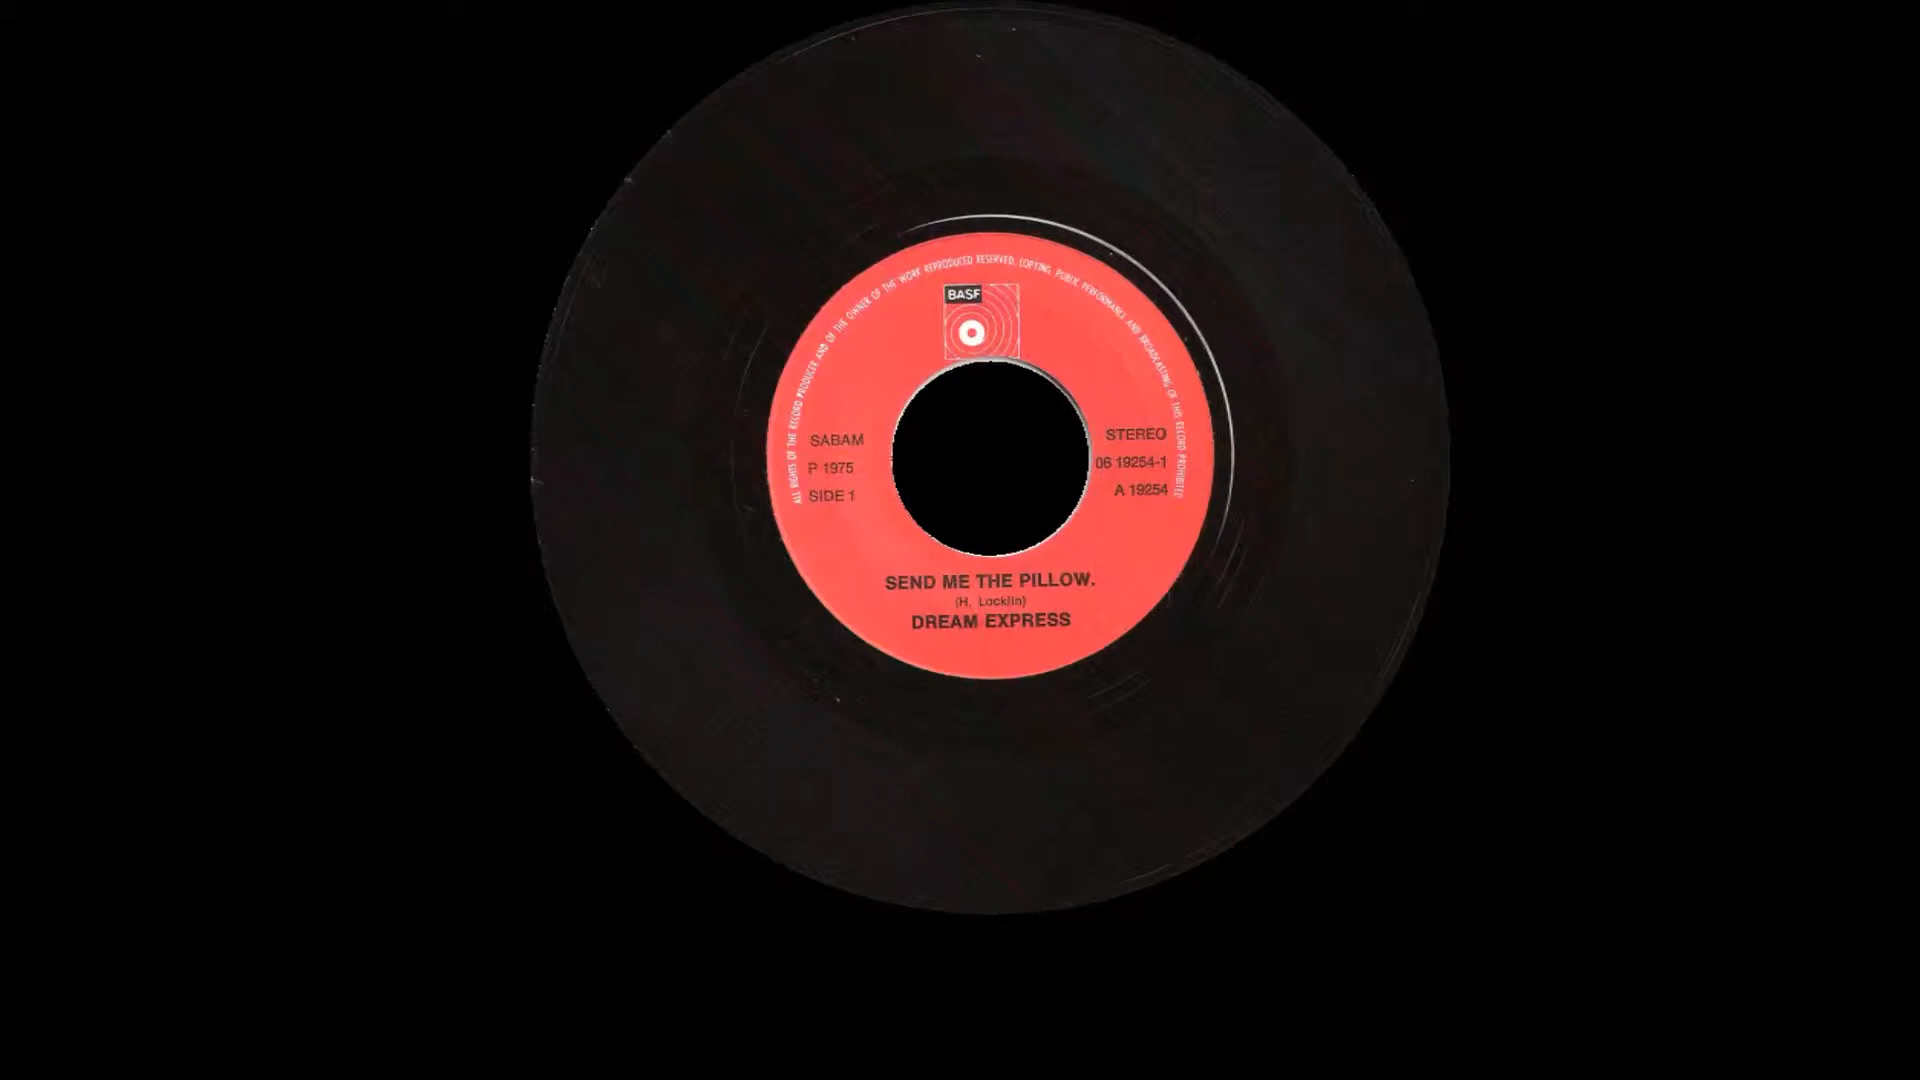 ALL RIGHTS OF THE RECORD PRODUCER AND OF THE OWNER OF THE WORK REPRODUCED RESERVED. COPYING, PUBLIC PERFORMANCE AND BROADCASTING OF THIS RECORD PROHIBITED
BASF
SABAM
P 1975
SIDE 1
STEREO
06 19254-1
A 19254
SEND ME THE PILLOW.
(H. Locklin)
DREAM EXPRESS